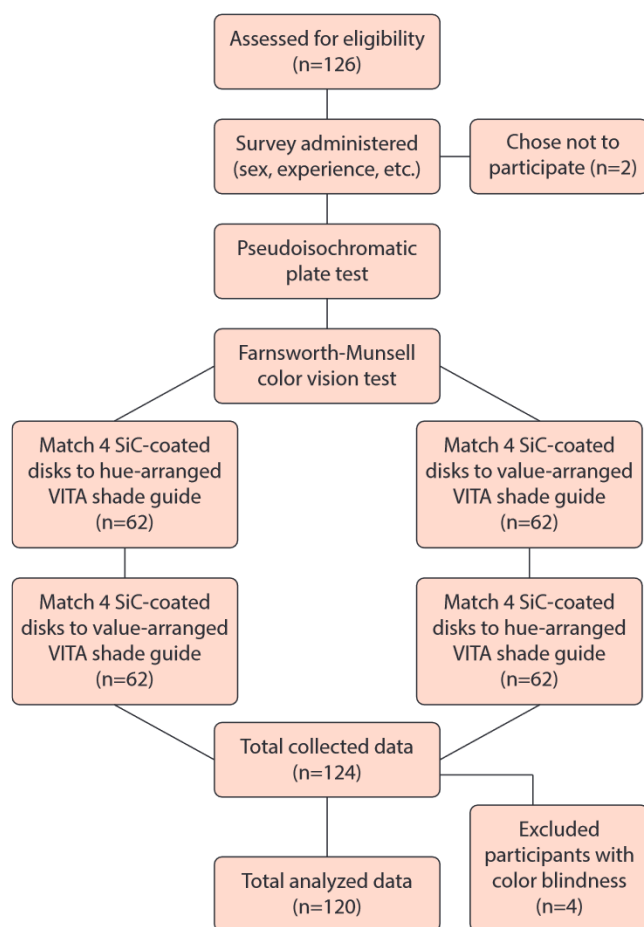 Assessed for eligibility
(n=126)
Survey administered
(sex, experience, etc.)
Chose not to
participate (n=2)
Pseudoisochromatic
plate test
Farnsworth-Munsell
color vision test
Match 4 SiC-coated
disks to hue-arranged
VITA shade guide
(n=62)
Match 4 SiC-coated
disks to value-arranged
VITA shade guide
(n=62)
Match 4 SiC-coated
disks to value-arranged
VITA shade guide
(n=62)
Match 4 SiC-coated
disks to hue-arranged
VITA shade guide
(n=62)
Total collected data
(n=124)
Excluded
participants with
color blindness
(n=4)
Total analyzed data
(n=120)